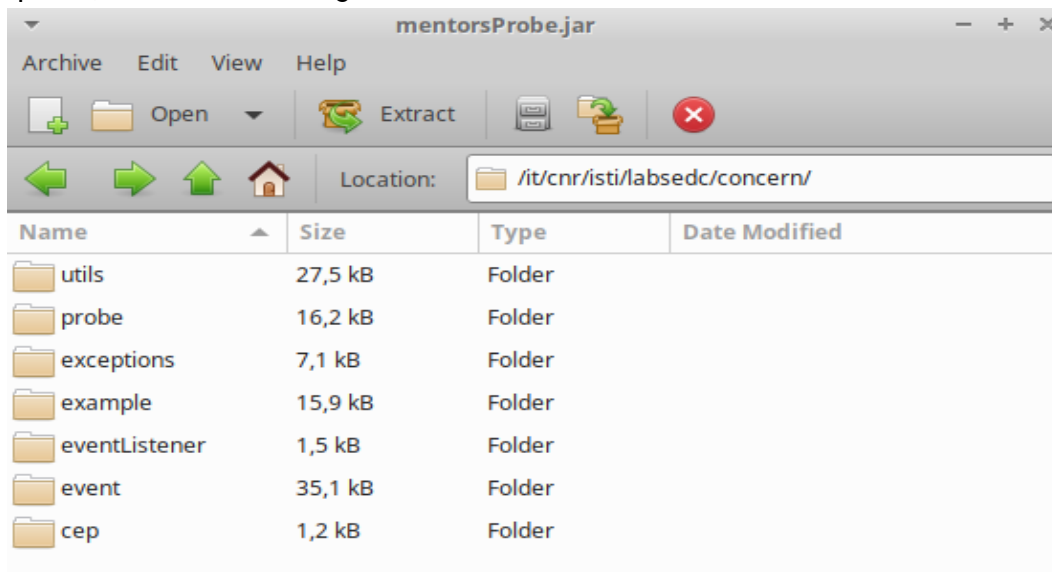 mentorsProbe.jar
Archive Edit View Help
Open Extract
Location: /it/cnr/isti/labsedc/concern/
Name Size Type Date Modified
utils 27,5 kB Folder
probe 16,2 kB Folder
exceptions 7,1 kB Folder
example 15,9 kB Folder
eventListener 1,5 kB Folder
event 35,1 kB Folder
cep 1,2 kB Folder